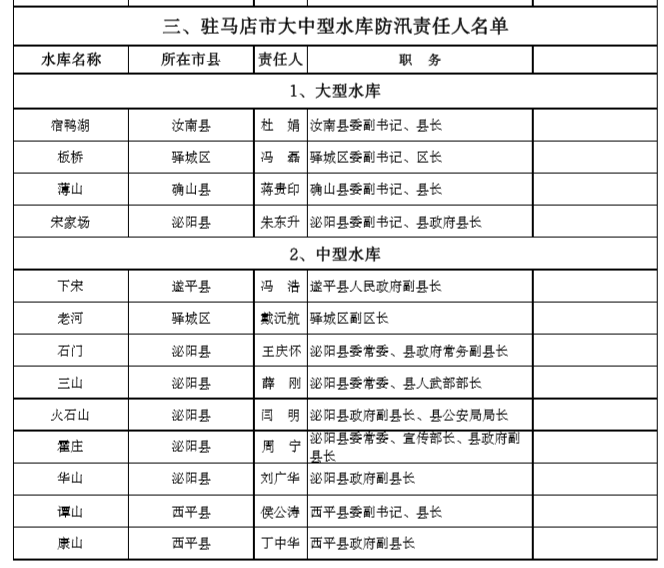 三、驻马店市大中型水库防汛责任人名单
水库名称 所在市县 责任人 职 务
1、大型水库
宿鸭湖 汝南县 杜 娟 汝南县委副书记、县长
板桥 驿城区 冯 磊 驿城区委副书记、区长
薄山 确山县 蒋贵印 确山县委副书记、县长
宋家场 泌阳县 朱东升 泌阳县委副书记、县政府县长
2、中型水库
下宋 遂平县 冯 浩 遂平县人民政府副县长
老河 驿城区 戴沅航 驿城区副区长
石门 泌阳县 王庆怀 泌阳县委常委、县政府常务副县长
三山 泌阳县 薛 刚 泌阳县委常委、县人武部部长
火石山 泌阳县 闫 明 泌阳县政府副县长、县公安局局长
霍庄 泌阳县 周 宁 泌阳县委常委、宣传部长、县政府副
县长
华山 泌阳县 刘广华 泌阳县政府副县长
谭山 西平县 侯公涛 西平县委副书记、县长
康山 西平县 丁中华 西平县政府副县长